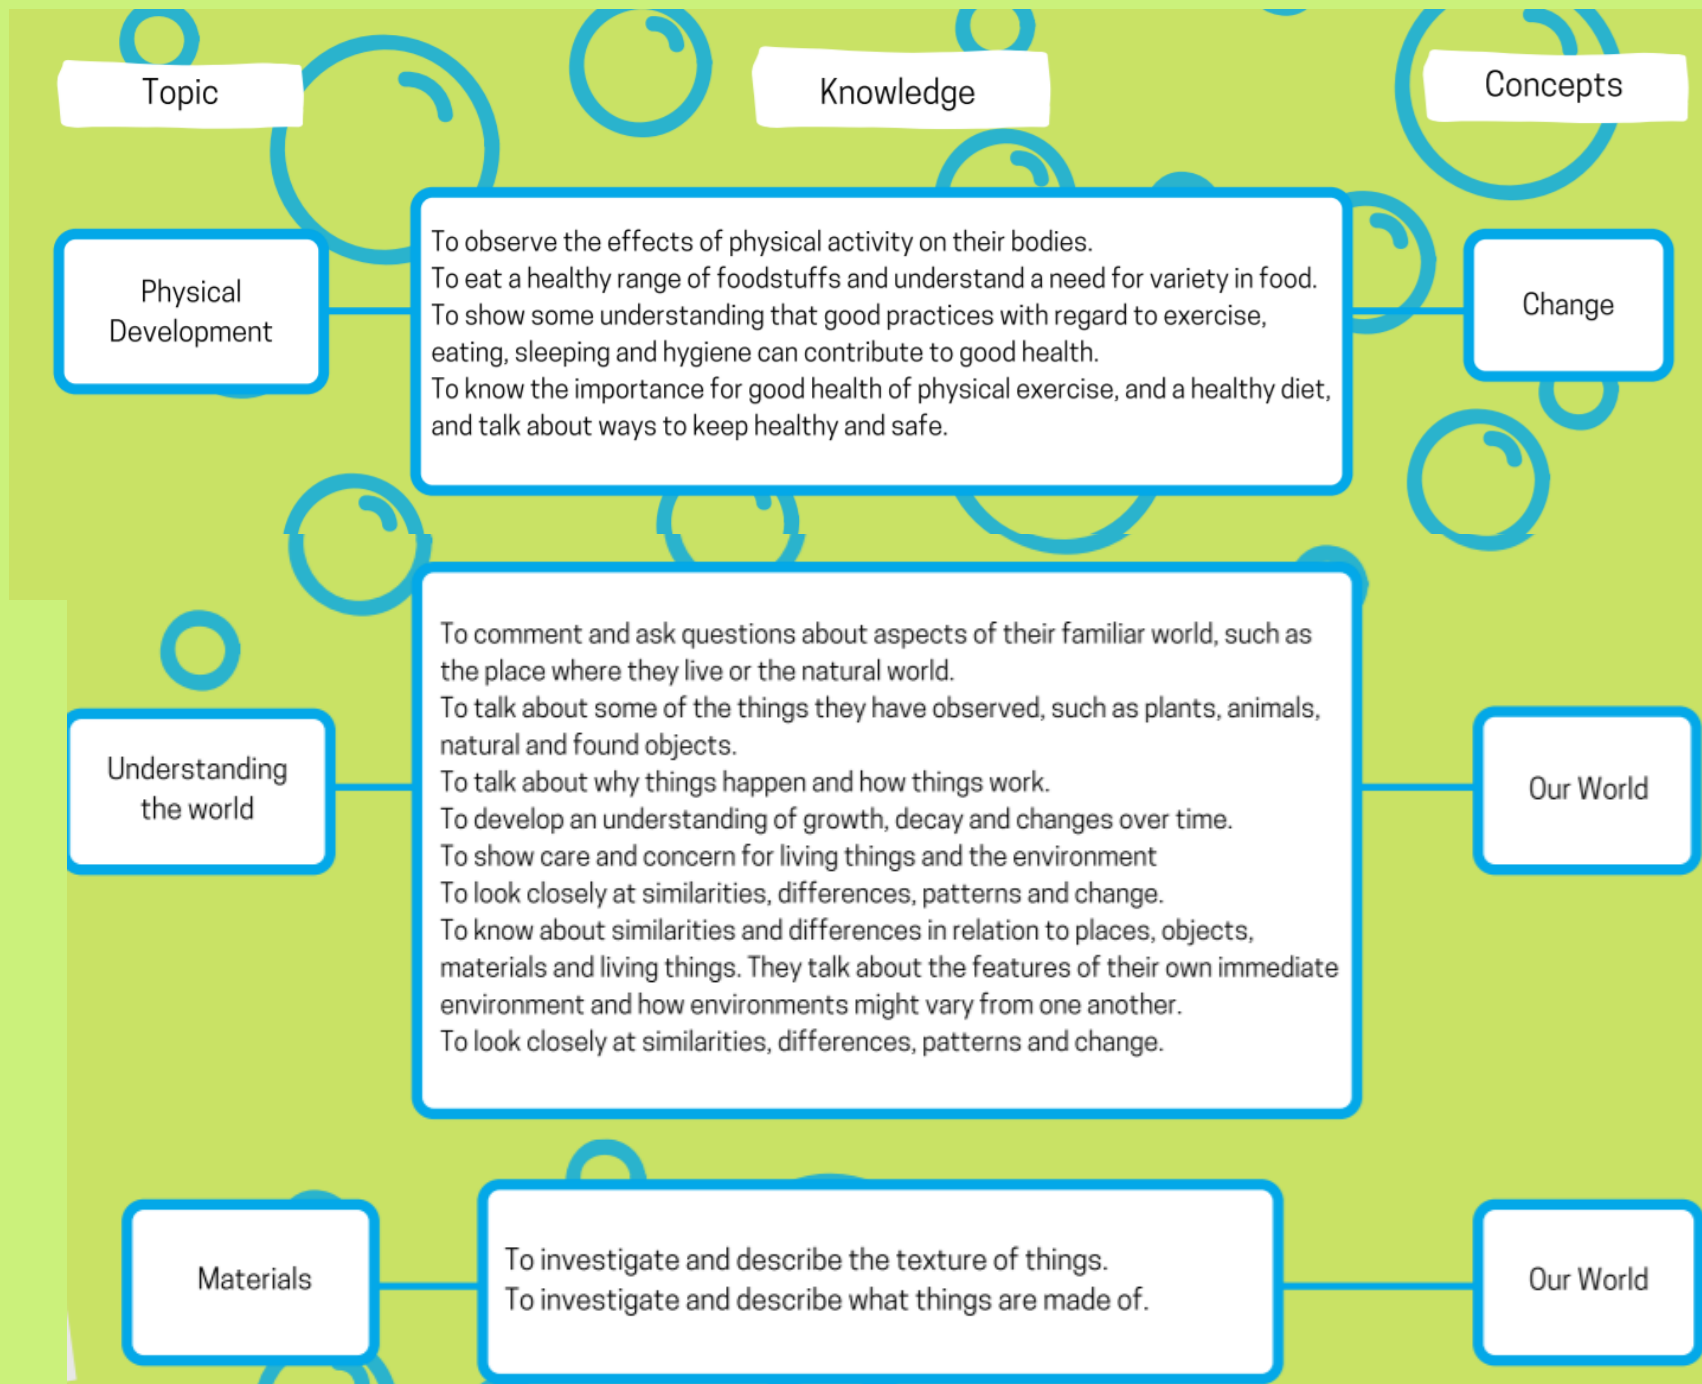 Topic
Knowledge
Concepts
Physical
Development
To observe the effects of physical activity on their bodies.
To eat a healthy range of foodstuffs and understand a need for variety in food.
To show some understanding that good practices with regard to exercise,
eating, sleeping and hygiene can contribute to good health.
To know the importance for good health of physical exercise, and a healthy diet,
and talk about ways to keep healthy and safe.
Change
Understanding
the world
To comment and ask questions about aspects of their familiar world, such as
the place where they live or the natural world.
To talk about some of the things they have observed, such as plants, animals,
natural and found objects.
To talk about why things happen and how things work.
To develop an understanding of growth, decay and changes over time.
To show care and concern for living things and the environment
To look closely at similarities, differences, patterns and change.
To know about similarities and differences in relation to places, objects,
materials and living things. They talk about the features of their own immediate
environment and how environments might vary from one another.
To look closely at similarities, differences, patterns and change.
Our World
Materials
To investigate and describe the texture of things.
To investigate and describe what things are made of.
Our World